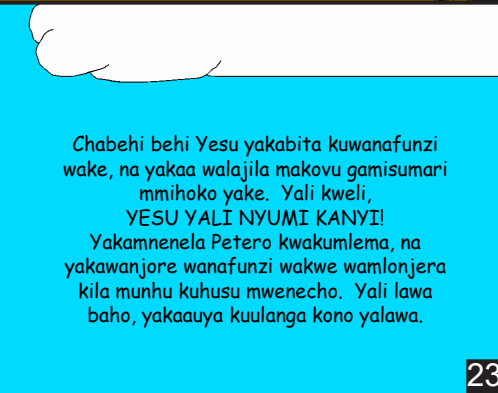 Chabehi behi Yesu yakabita kuwanafunzi
wake, na yakaa walajila makovu gamisumari
mmihoko yake. Yali kweli,
YESU YALI NYUMI KANYI!
Yakamnenela Petero kwakumlema, na
yakawanjore wanafunzi wakwe wamlonjera
kila munhu kuhusu mwenecho. Yali lawa
baho, yakaauya kuulanga kono yalawa.
23